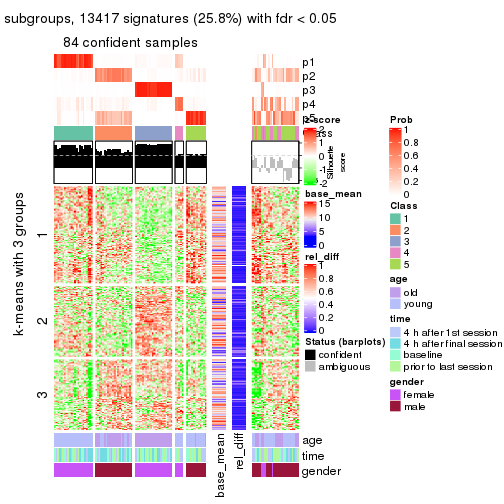 subgroups, 13417 signatures (25.8%) with fdr < 0.05
84 confident samples
p1
p2
p3
p4
p5
z-score
2
-1
-2
silhouette
score
k-means with 3 groups
1
2
3
base_mean
15
10
5
0
rel_diff
1
0.8
0.6
0.4
0.2
0
Status (barplots)
confident
ambiguous
Prob
1
0.8
0.6
0.4
0.2
0
Class
1
2
3
4
5
age
old
young
time
4 h after 1st session
4 h after final session
baseline
prior to last session
gender
female
male
age
time
gender
base_mean
rel_diff